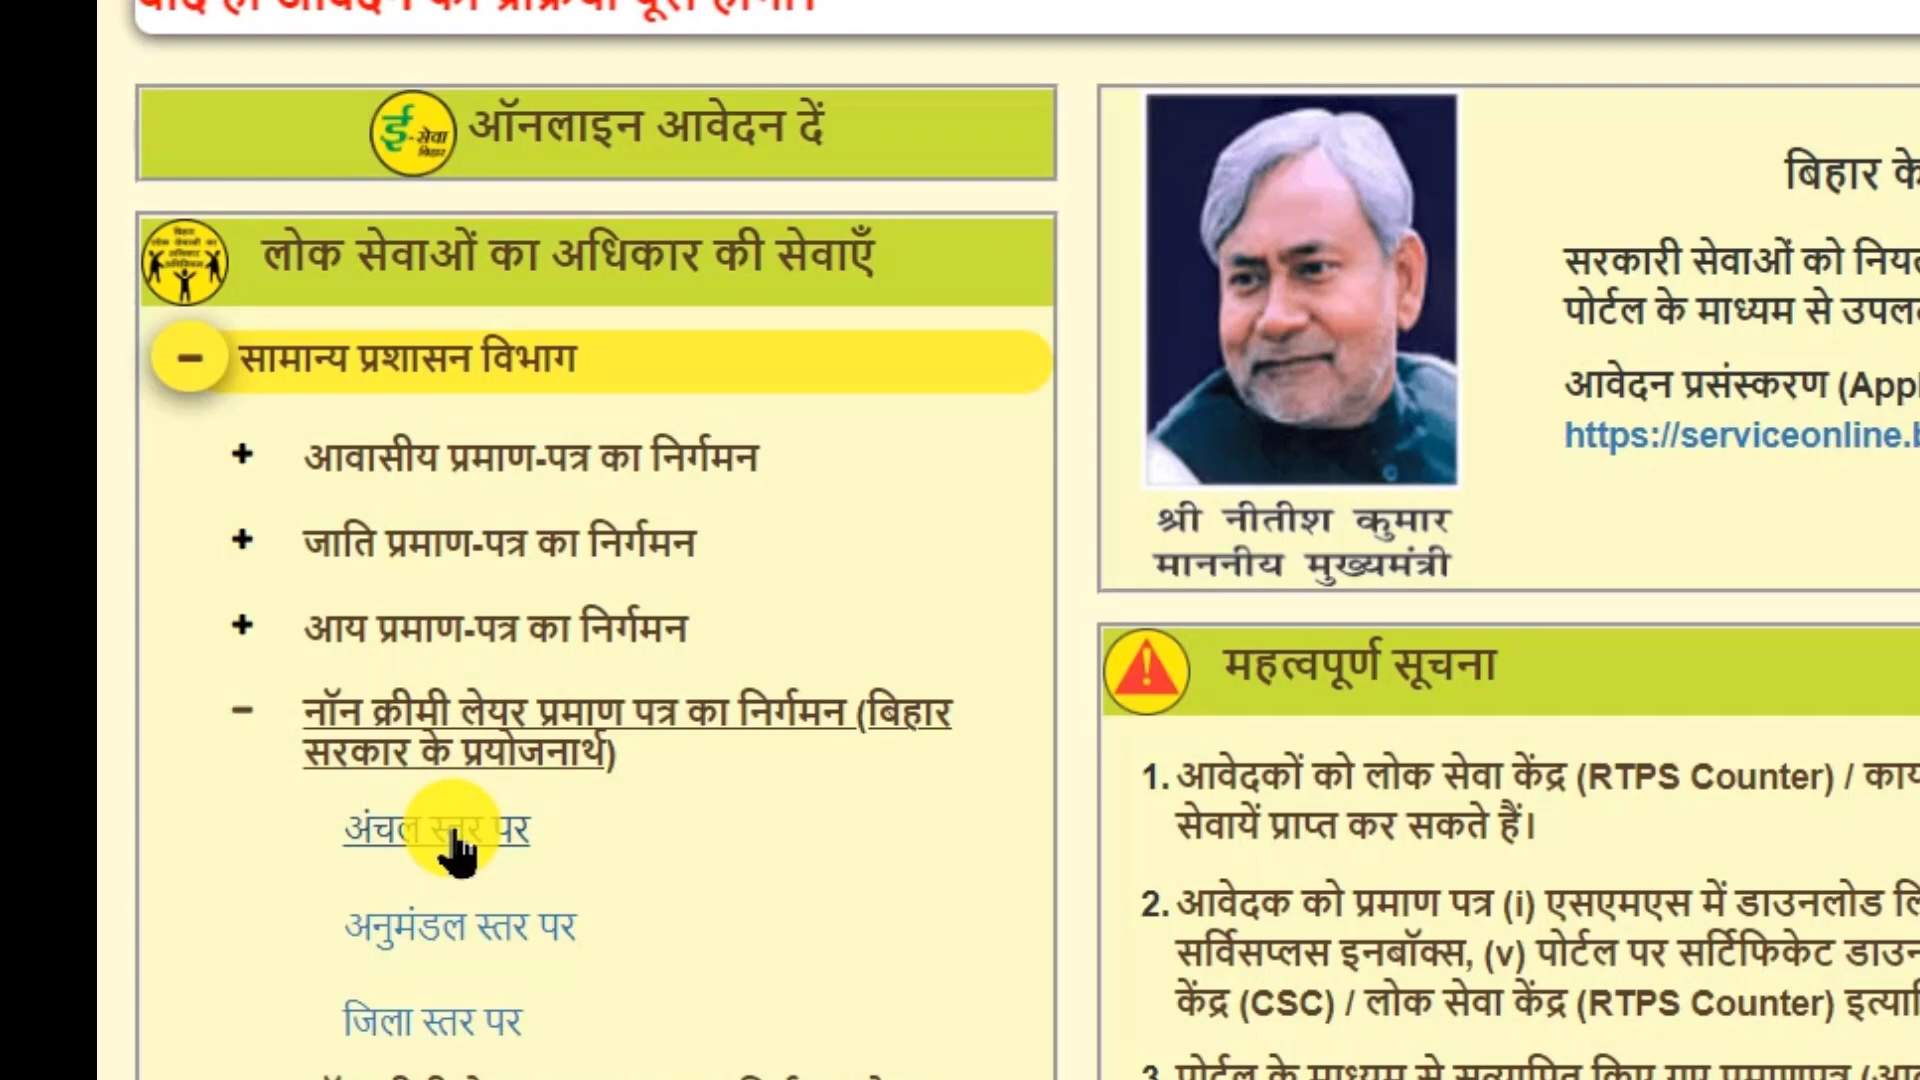 ऑनलाइन आवेदन दें
ई-सेवा
बिहार
लोक सेवाओं का अधिकार की सेवाएँ
सामान्य प्रशासन विभाग
आवासीय प्रमाण-पत्र का निर्गमन
जाति प्रमाण-पत्र का निर्गमन
आय प्रमाण-पत्र का निर्गमन
नॉन क्रीमी लेयर प्रमाण पत्र का निर्गमन (बिहार
सरकार के प्रयोजनार्थ)
अंचल स्तर पर
अनुमंडल स्तर पर
जिला स्तर पर
बिहार के
सरकारी सेवाओं को
पोर्टल के माध्यम से
आवेदन प्रसंस्करण
https://serviceonline.
श्री नीतीश कुमार
माननीय मुख्यमंत्री
महत्वपूर्ण सूचना
1. आवेदकों को लोक सेवा केंद्र (RTPS Counter) /
सेवायें प्राप्त कर सकते हैं।
2. आवेदक को प्रमाण पत्र (i) एसएमएस में डाउनलोड
सर्विसप्लस इनबॉक्स, (v) पोर्टल पर सर्टिफिकेट
केंद्र (CSC) / लोक सेवा केंद्र (RTPS Counter)